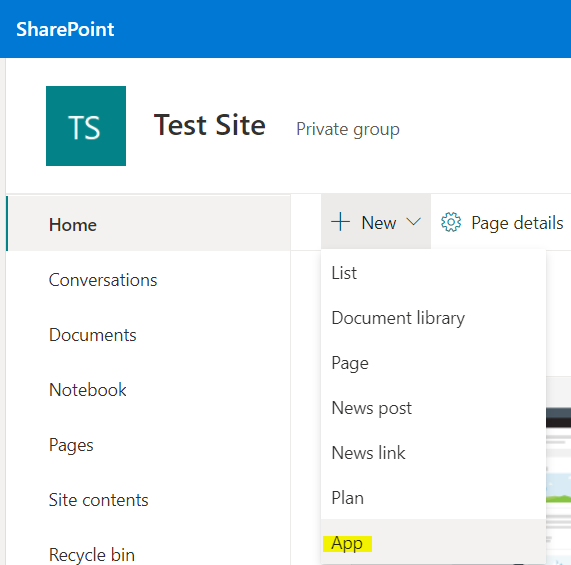 SharePoint
TS
Test Site
Private group
Home
Conversations
Documents
Notebook
Pages
Site contents
Recycle bin
New
Page details
List
Document library
Page
News post
News link
Plan
App